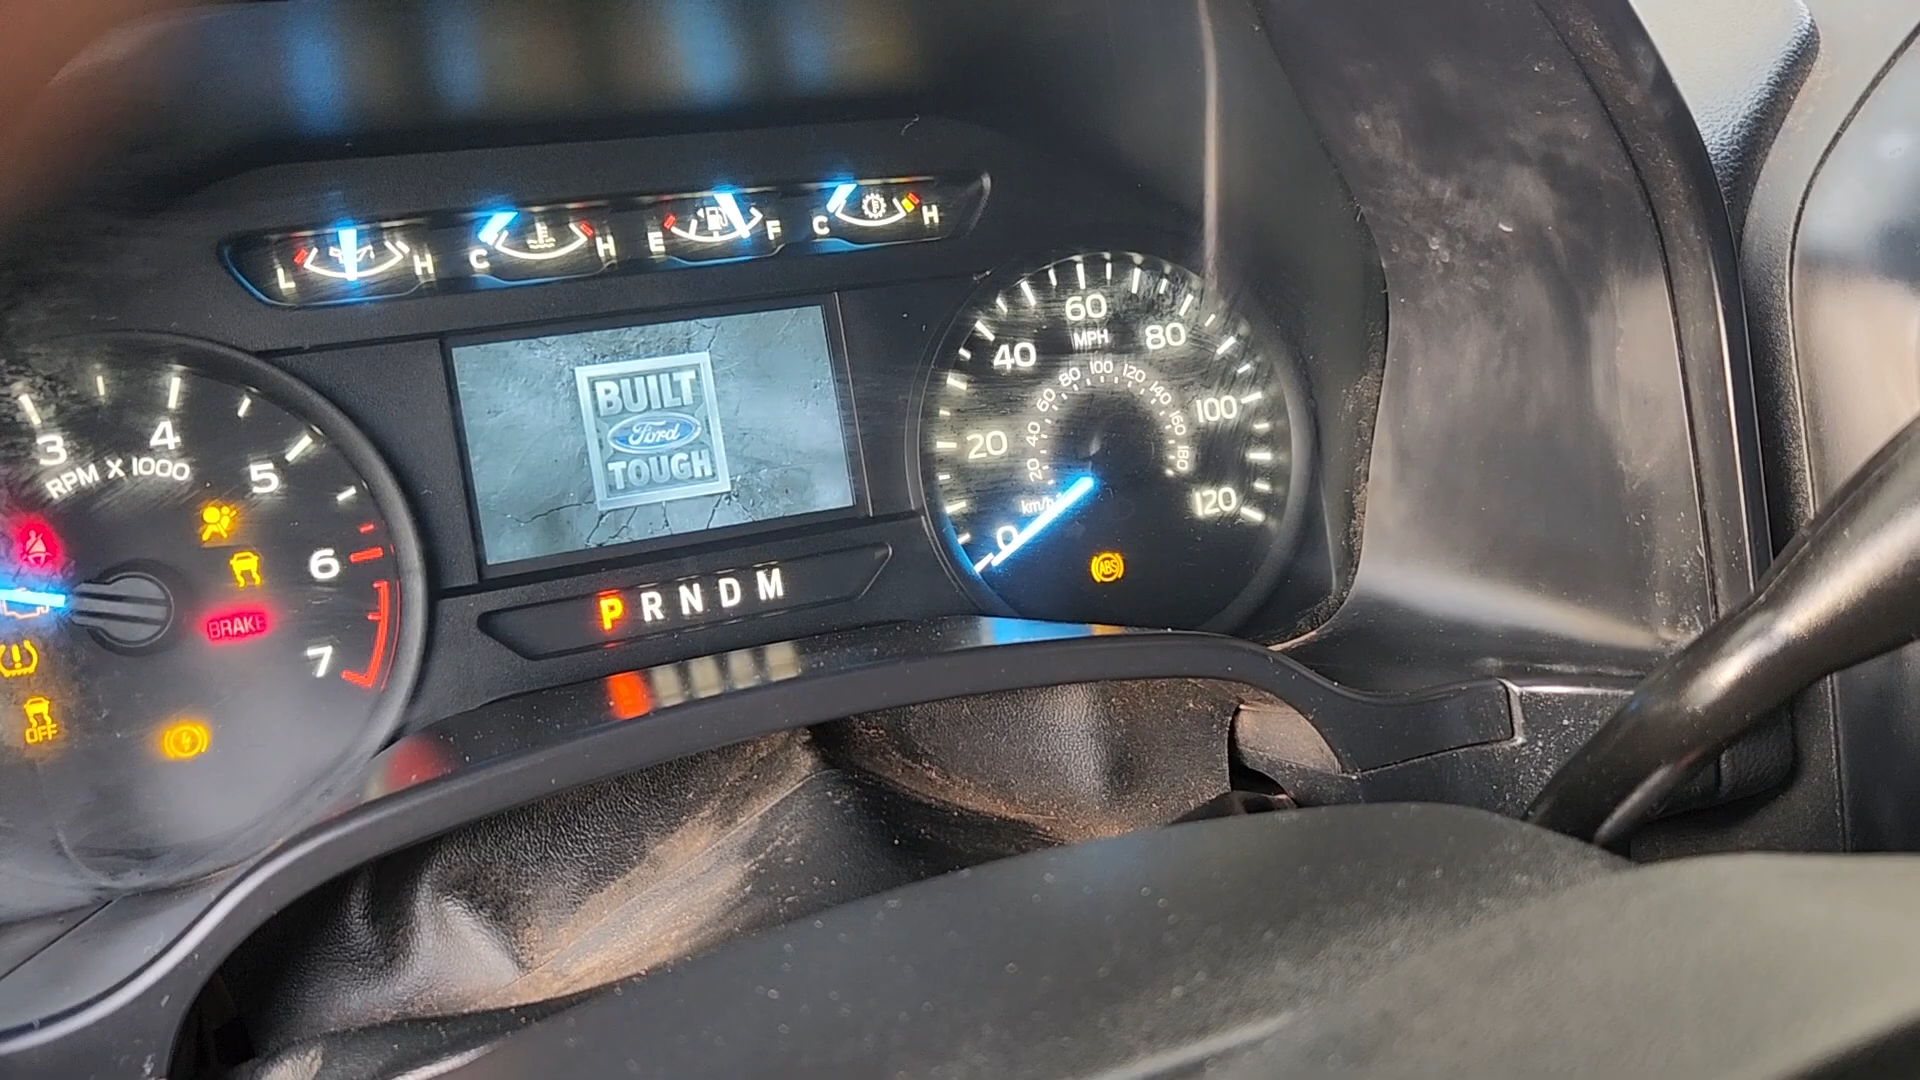 L H
C H
E F
C H
3 4 5 6 7
RPM X 1000
BRAKE
OFF
BUILT
Ford
TOUGH
P R N D M
0 20 40 60 80 100 120
MPH
20 40 60 80 100 120 140 160 180
km/h
ABS